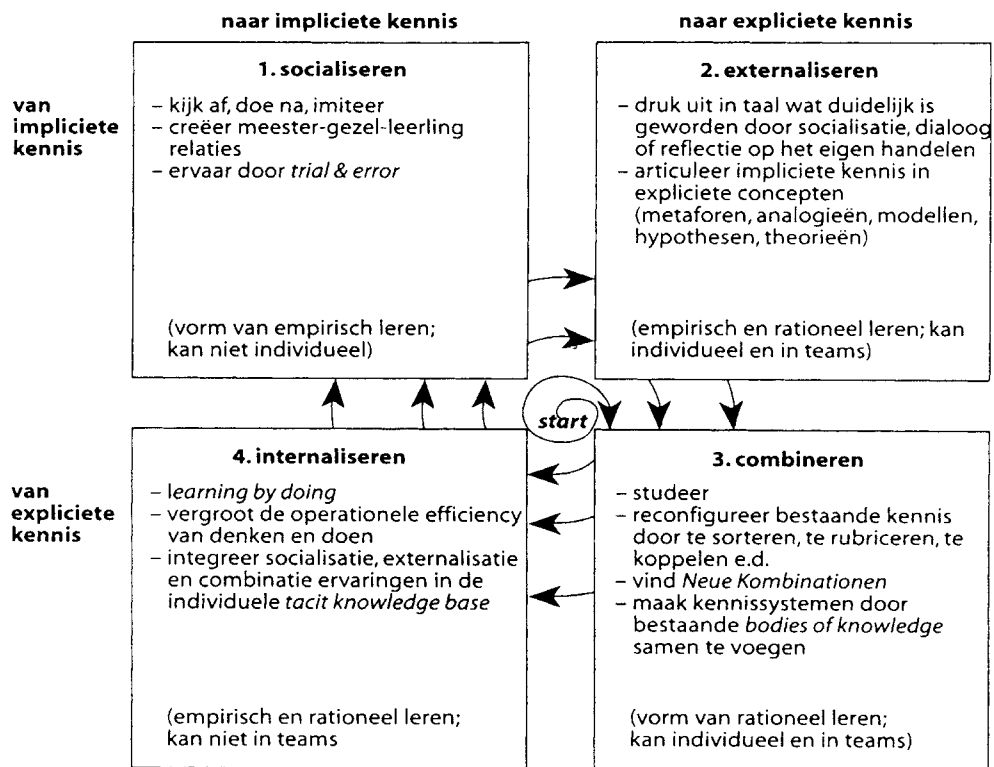 naar impliciete kennis
naar expliciete kennis
van
impliciete
kennis
1. socialiseren
– kijk af, doe na, imiteer
– creëer meester-gezel-leerling
relaties
– ervaar door trial & error
(vorm van empirisch leren;
kan niet individueel)
2. externaliseren
– druk uit in taal wat duidelijk is
geworden door socialisatie, dialoog
of reflectie op het eigen handelen
– articuleer impliciete kennis in
expliciete concepten
(metaforen, analogieën, modellen,
hypothesen, theorieën)
(empirisch en rationeel leren; kan
individueel en in teams)
start
van
expliciete
kennis
4. internaliseren
– learning by doing
– vergroot de operationele efficiency
van denken en doen
– integreer socialisatie, externalisatie
en combinatie ervaringen in de
individuele tacit knowledge base
(empirisch en rationeel leren;
kan niet in teams
3. combineren
– studeer
– reconfigureer bestaande kennis
door te sorteren, te rubriceren, te
koppelen e.d.
– vind Neue Kombinationen
– maak kennissystemen door
bestaande bodies of knowledge
samen te voegen
(vorm van rationeel leren;
kan individueel en in teams)